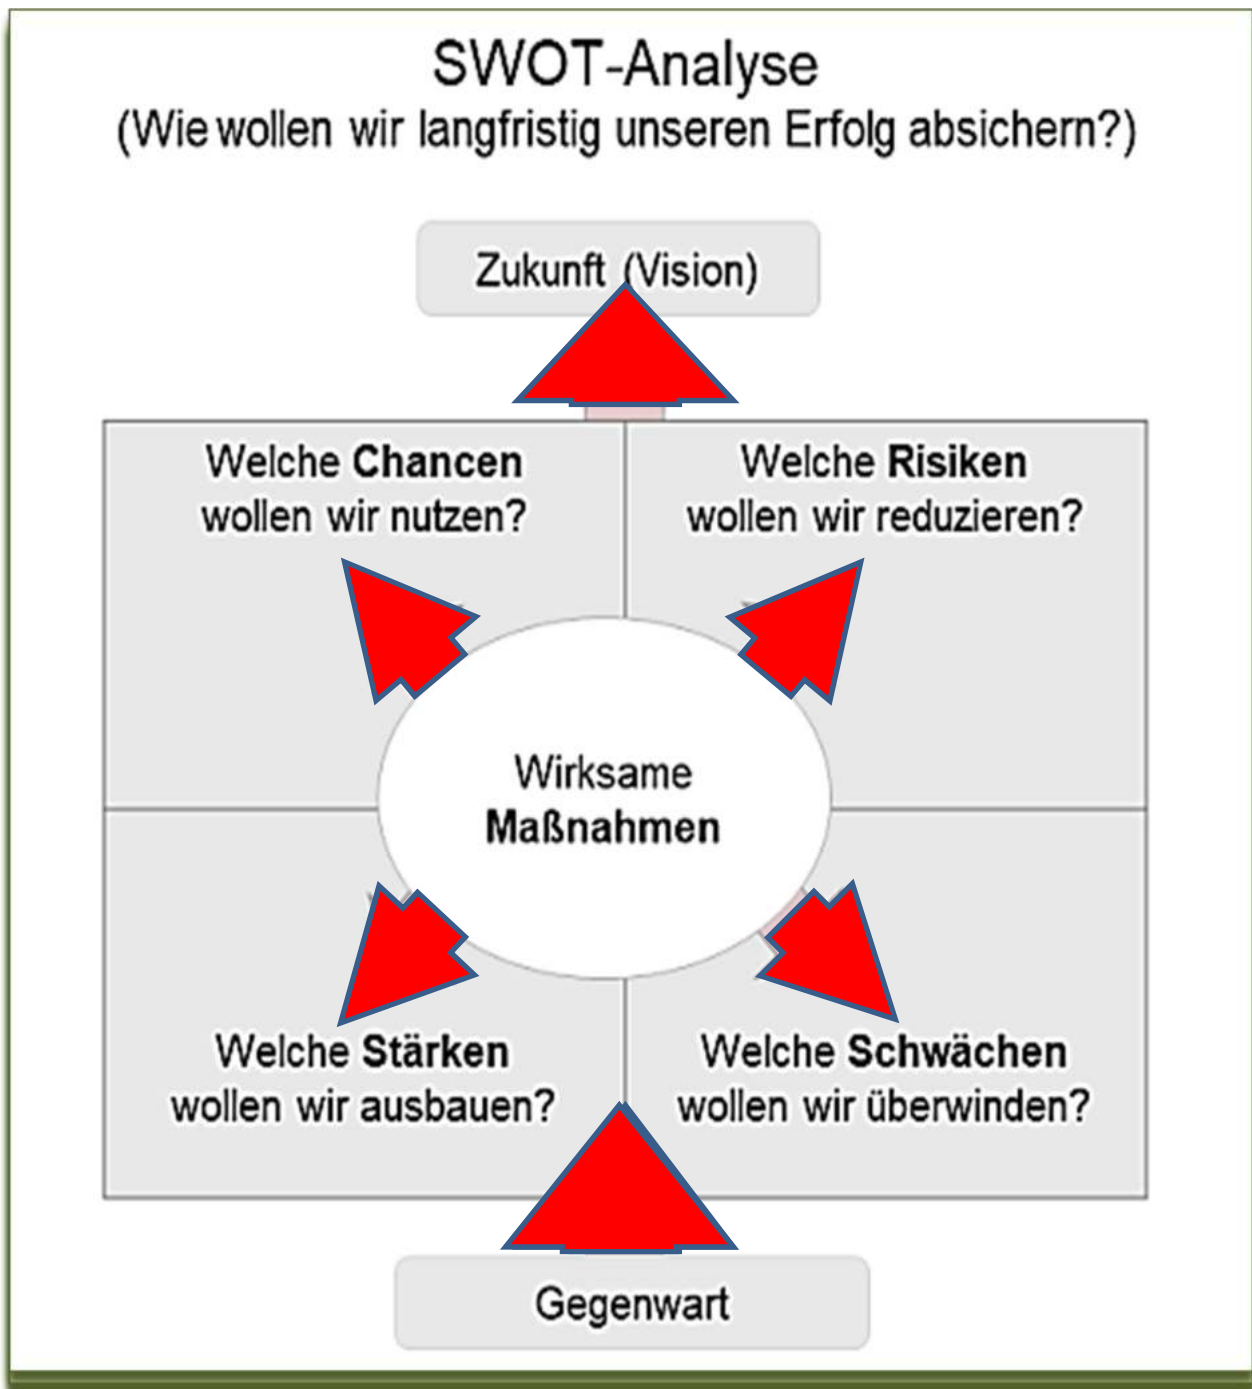 SWOT-Analyse
(Wie wollen wir langfristig unseren Erfolg absichern?)
Zukunft (Vision)
Welche Chancen
wollen wir nutzen?
Welche Risiken
wollen wir reduzieren?
Wirksame
Maßnahmen
Welche Stärken
wollen wir ausbauen?
Welche Schwächen
wollen wir überwinden?
Gegenwart